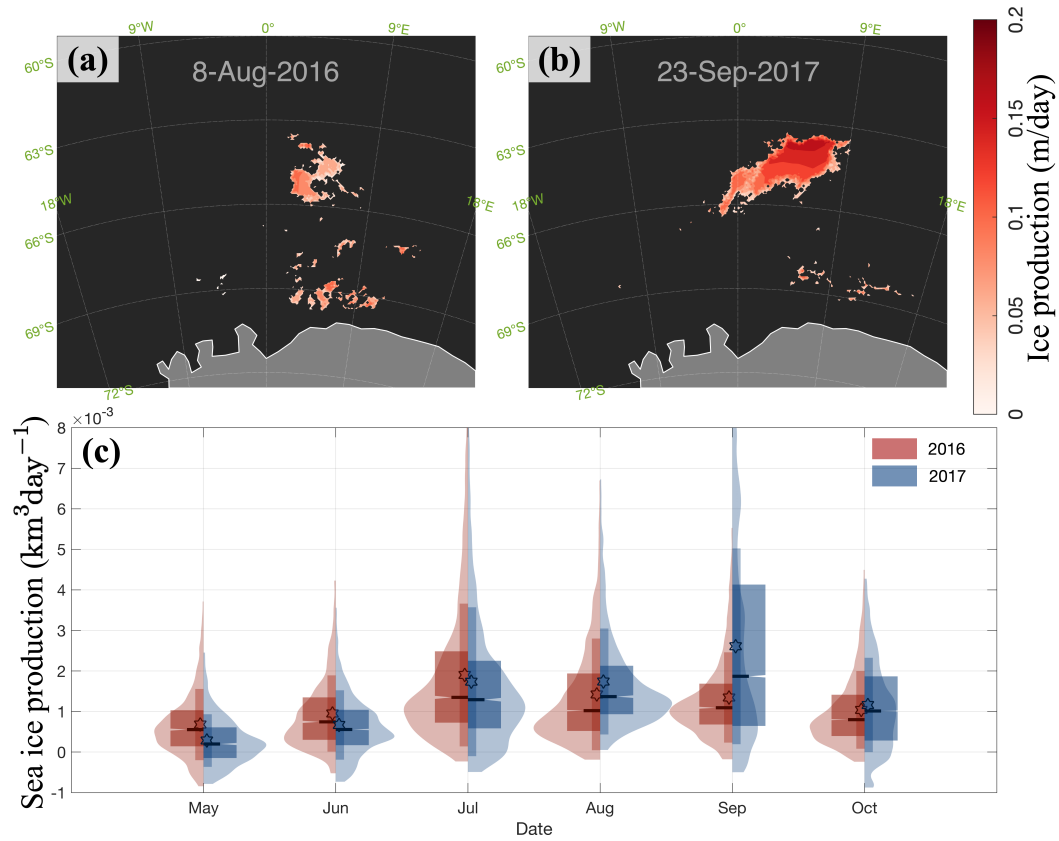 9°W 0° 9°E
60°S
(a)
8-Aug-2016
63°S
18°W
18°E
66°S
69°S
72°S
9°W 0° 9°E
60°S
(b)
23-Sep-2017
63°S
18°W
18°E
66°S
69°S
72°S
0.2
0.15
0.1
0.05
0
Ice production (m/day)
×10⁻³
(c)
8
7
6
5
4
3
2
1
0
-1
Sea ice production (km³day⁻¹)
2016
2017
May Jun Jul Aug Sep Oct
Date